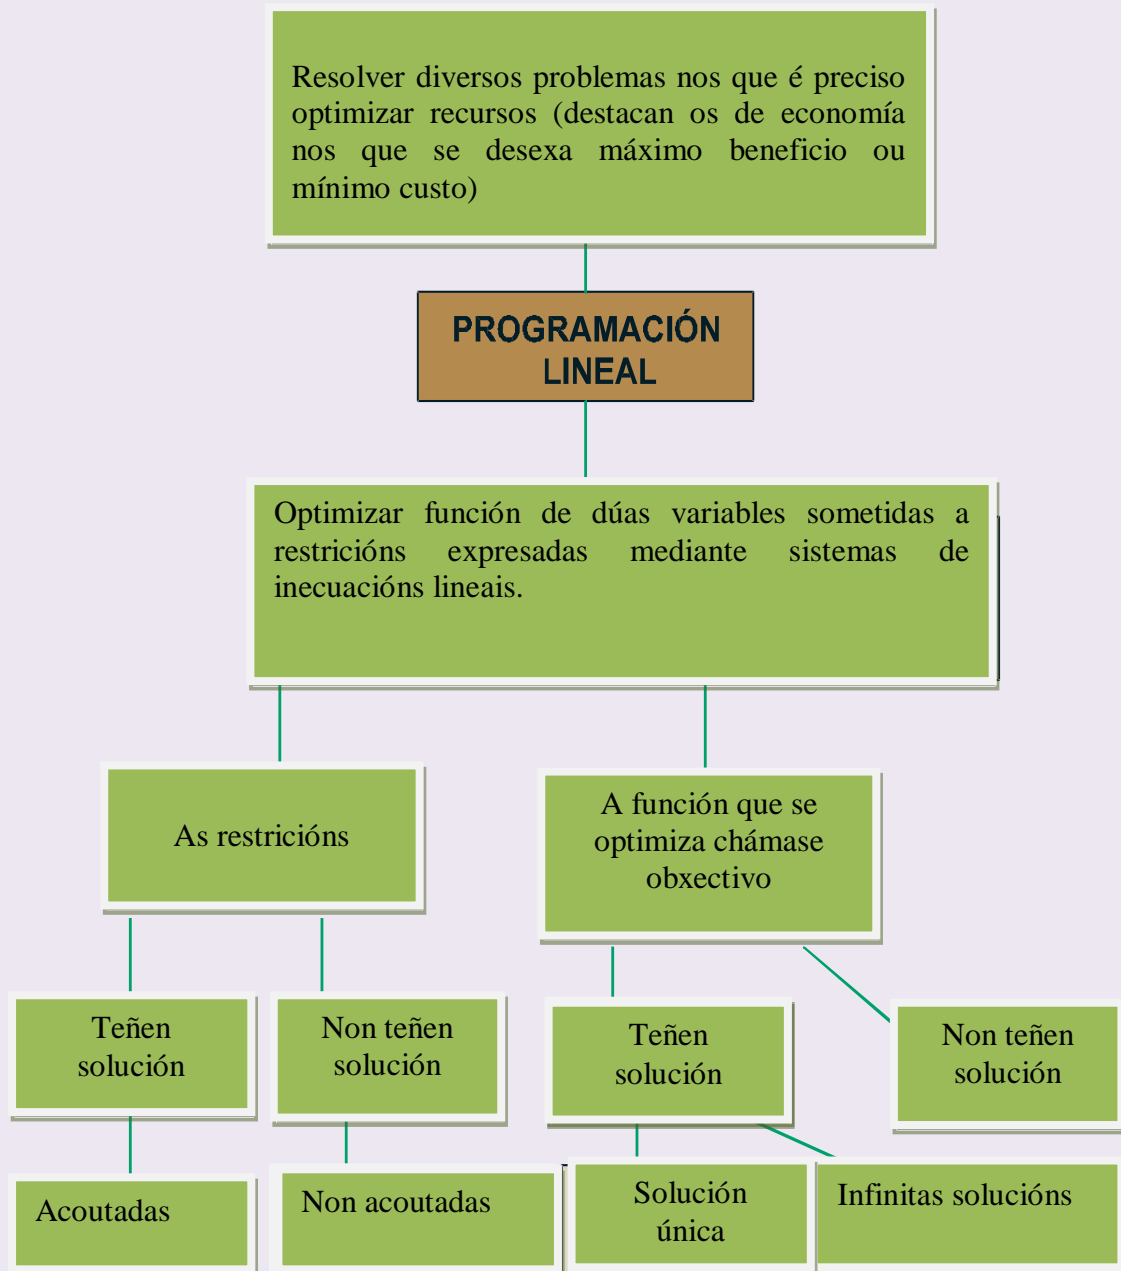 Resolver diversos problemas nos que é preciso
optimizar recursos (destacan os de economía
nos que se desexa máximo beneficio ou
mínimo custo)
PROGRAMACIÓN
LINEAL
Optimizar función de dúas variables sometidas a
restricións expresadas mediante sistemas de
inecuacións lineais.
As restricións
A función que se
optimiza chámase
obxectivo
Teñen
solución
Non teñen
solución
Teñen
solución
Non teñen
solución
Acoutadas
Non acoutadas
Solución
única
Infinitas solucións